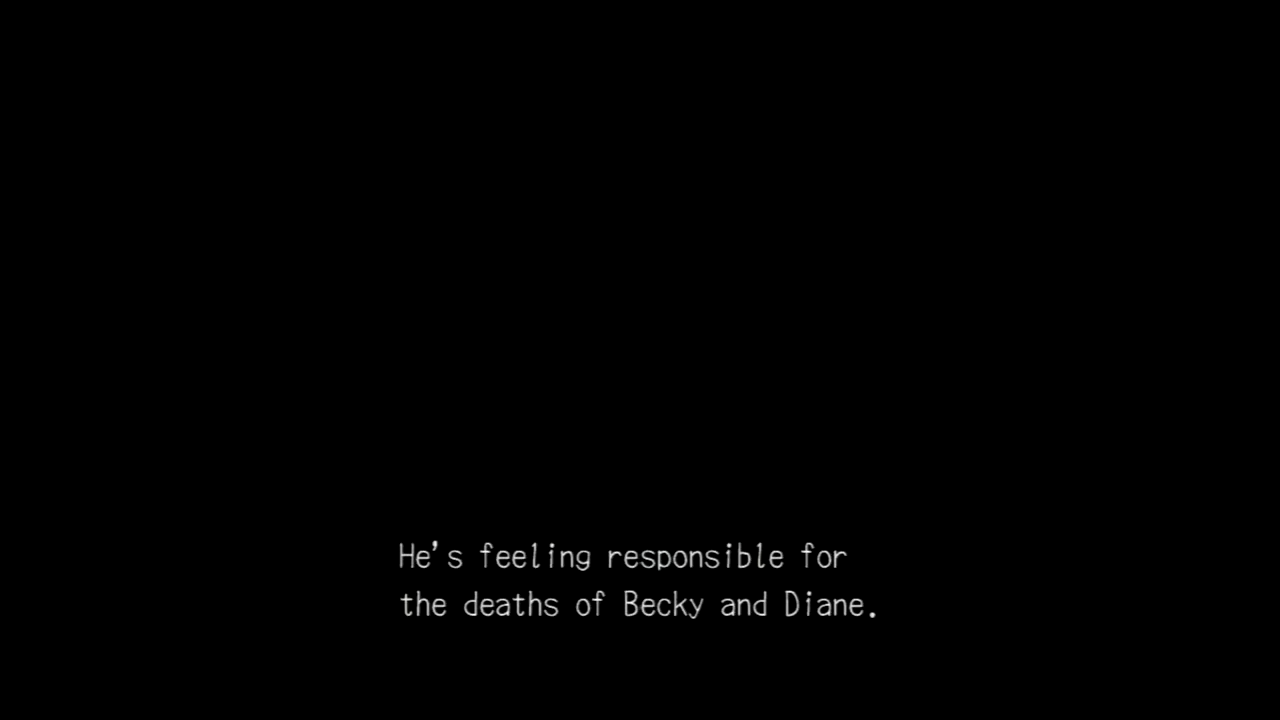 He's feeling responsible for
the deaths of Becky and Diane.